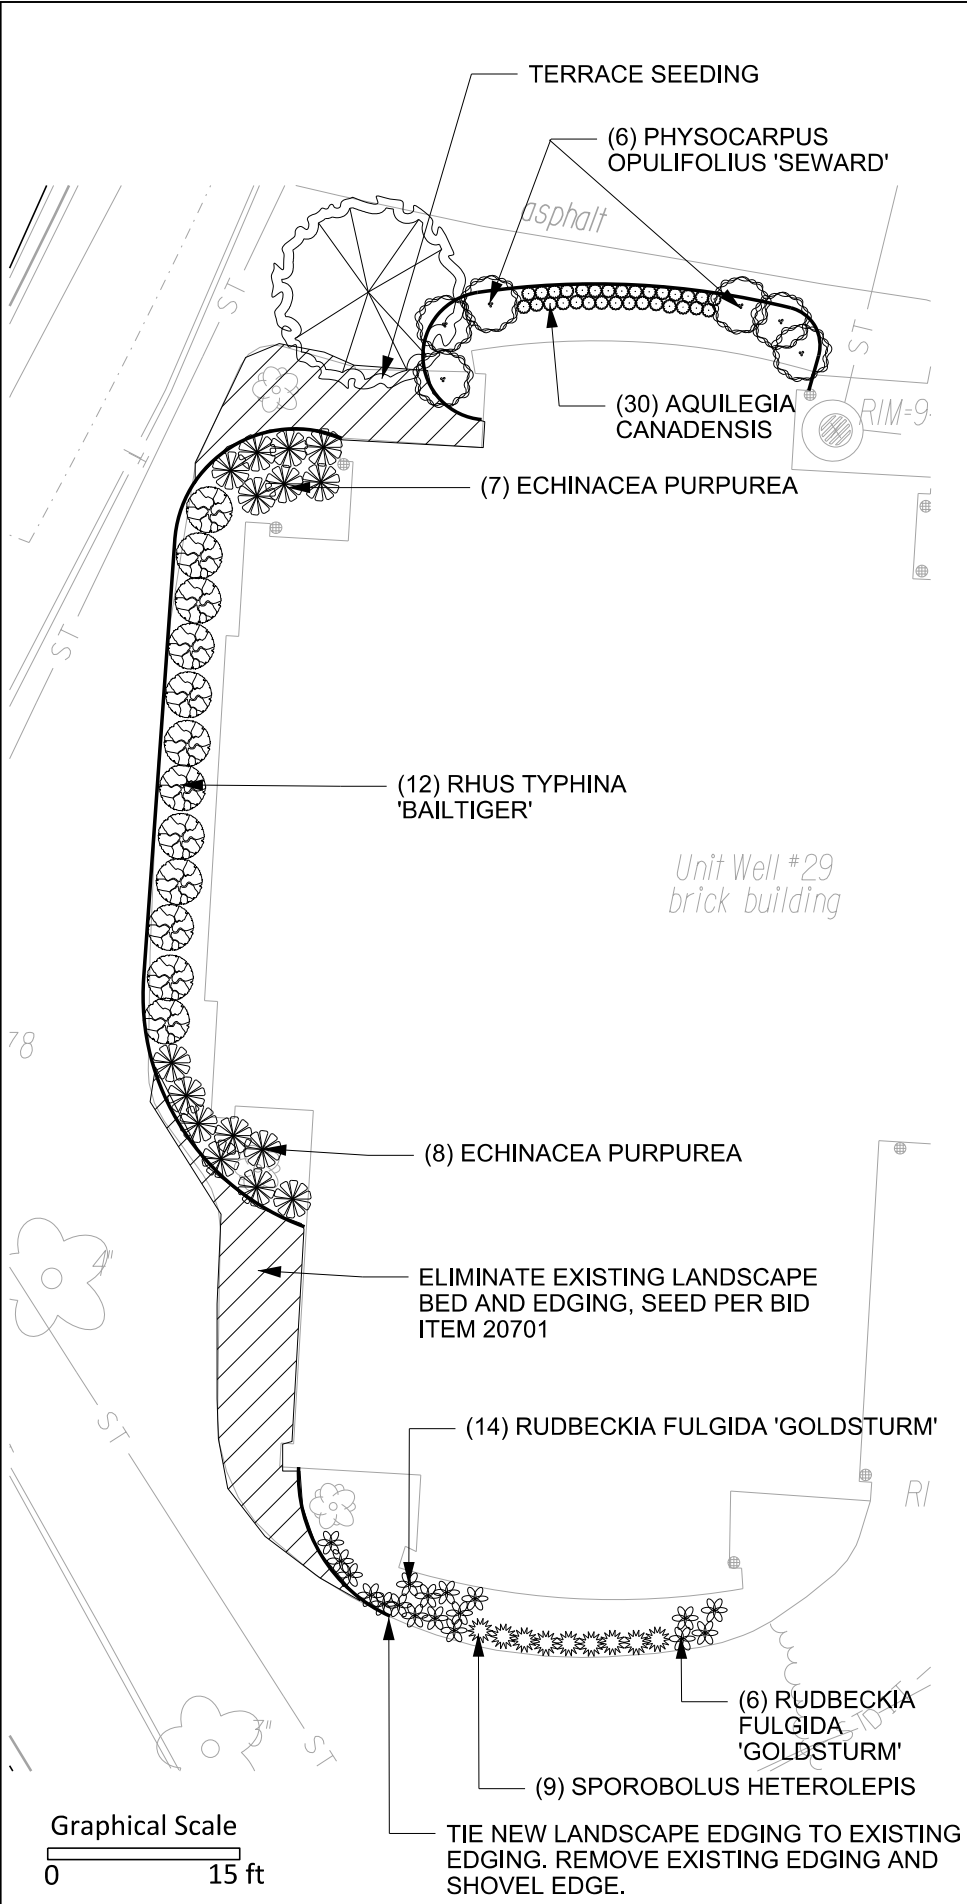 TERRACE SEEDING
(6) PHYSOCARPUS
OPULIFOLIUS 'SEWARD'
asphalt
ST
ST
(30) AQUILEGIA
CANADENSIS
RIM=9
(7) ECHINACEA PURPUREA
ST
(12) RHUS TYPHINA
'BAILTIGER'
Unit Well #29
brick building
78
(8) ECHINACEA PURPUREA
4"
ELIMINATE EXISTING LANDSCAPE
BED AND EDGING, SEED PER BID
ITEM 20701
ST
(14) RUDBECKIA FULGIDA 'GOLDSTURM'
RI
(6) RUDBECKIA
FULGIDA
'GOLDSTURM'
3"
ST
(9) SPOROBOLUS HETEROLEPIS
Graphical Scale
0 15 ft
TIE NEW LANDSCAPE EDGING TO EXISTING
EDGING. REMOVE EXISTING EDGING AND
SHOVEL EDGE.